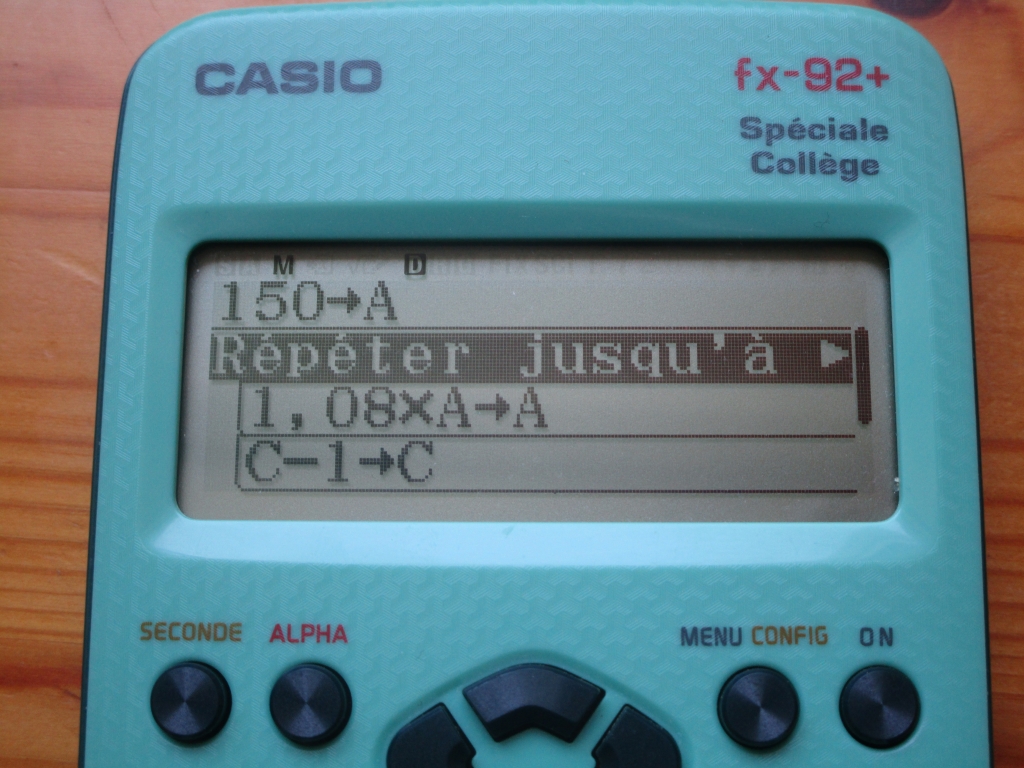 CASIO
fx-92+
Spéciale
Collège
M D
150→A
Répéter jusqu'à ►
1,08×A→A
C−1→C
SECONDE ALPHA MENU CONFIG ON